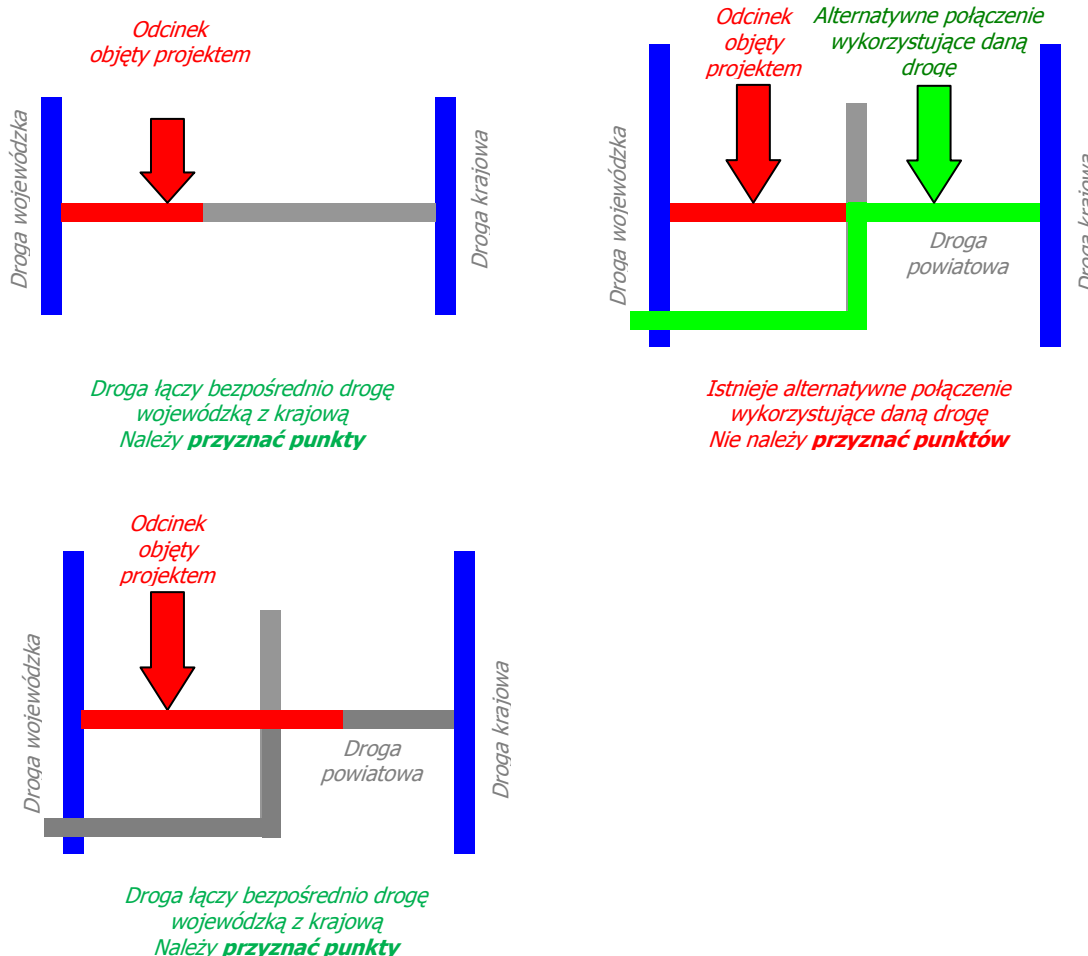 Odcinek
objęty projektem
Droga wojewódzka
Droga krajowa
Droga łączy bezpośrednio drogę
wojewódzką z krajową
Należy przyznać punkty
Odcinek
objęty
projektem
Alternatywne połączenie
wykorzystujące daną
drogę
Droga wojewódzka
Droga
powiatowa
Droga krajowa
Istnieje alternatywne połączenie
wykorzystujące daną drogę
Nie należy przyznać punktów
Odcinek
objęty
projektem
Droga wojewódzka
Droga
powiatowa
Droga krajowa
Droga łączy bezpośrednio drogę
wojewódzką z krajową
Należy przyznać punkty